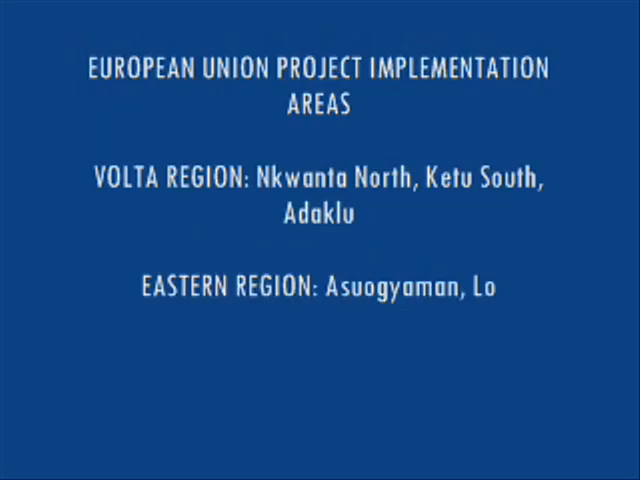 EUROPEAN UNION PROJECT IMPLEMENTATION
AREAS
VOLTA REGION: Nkwanta North, Ketu South,
Adaklu
EASTERN REGION: Asuogyaman, Lo